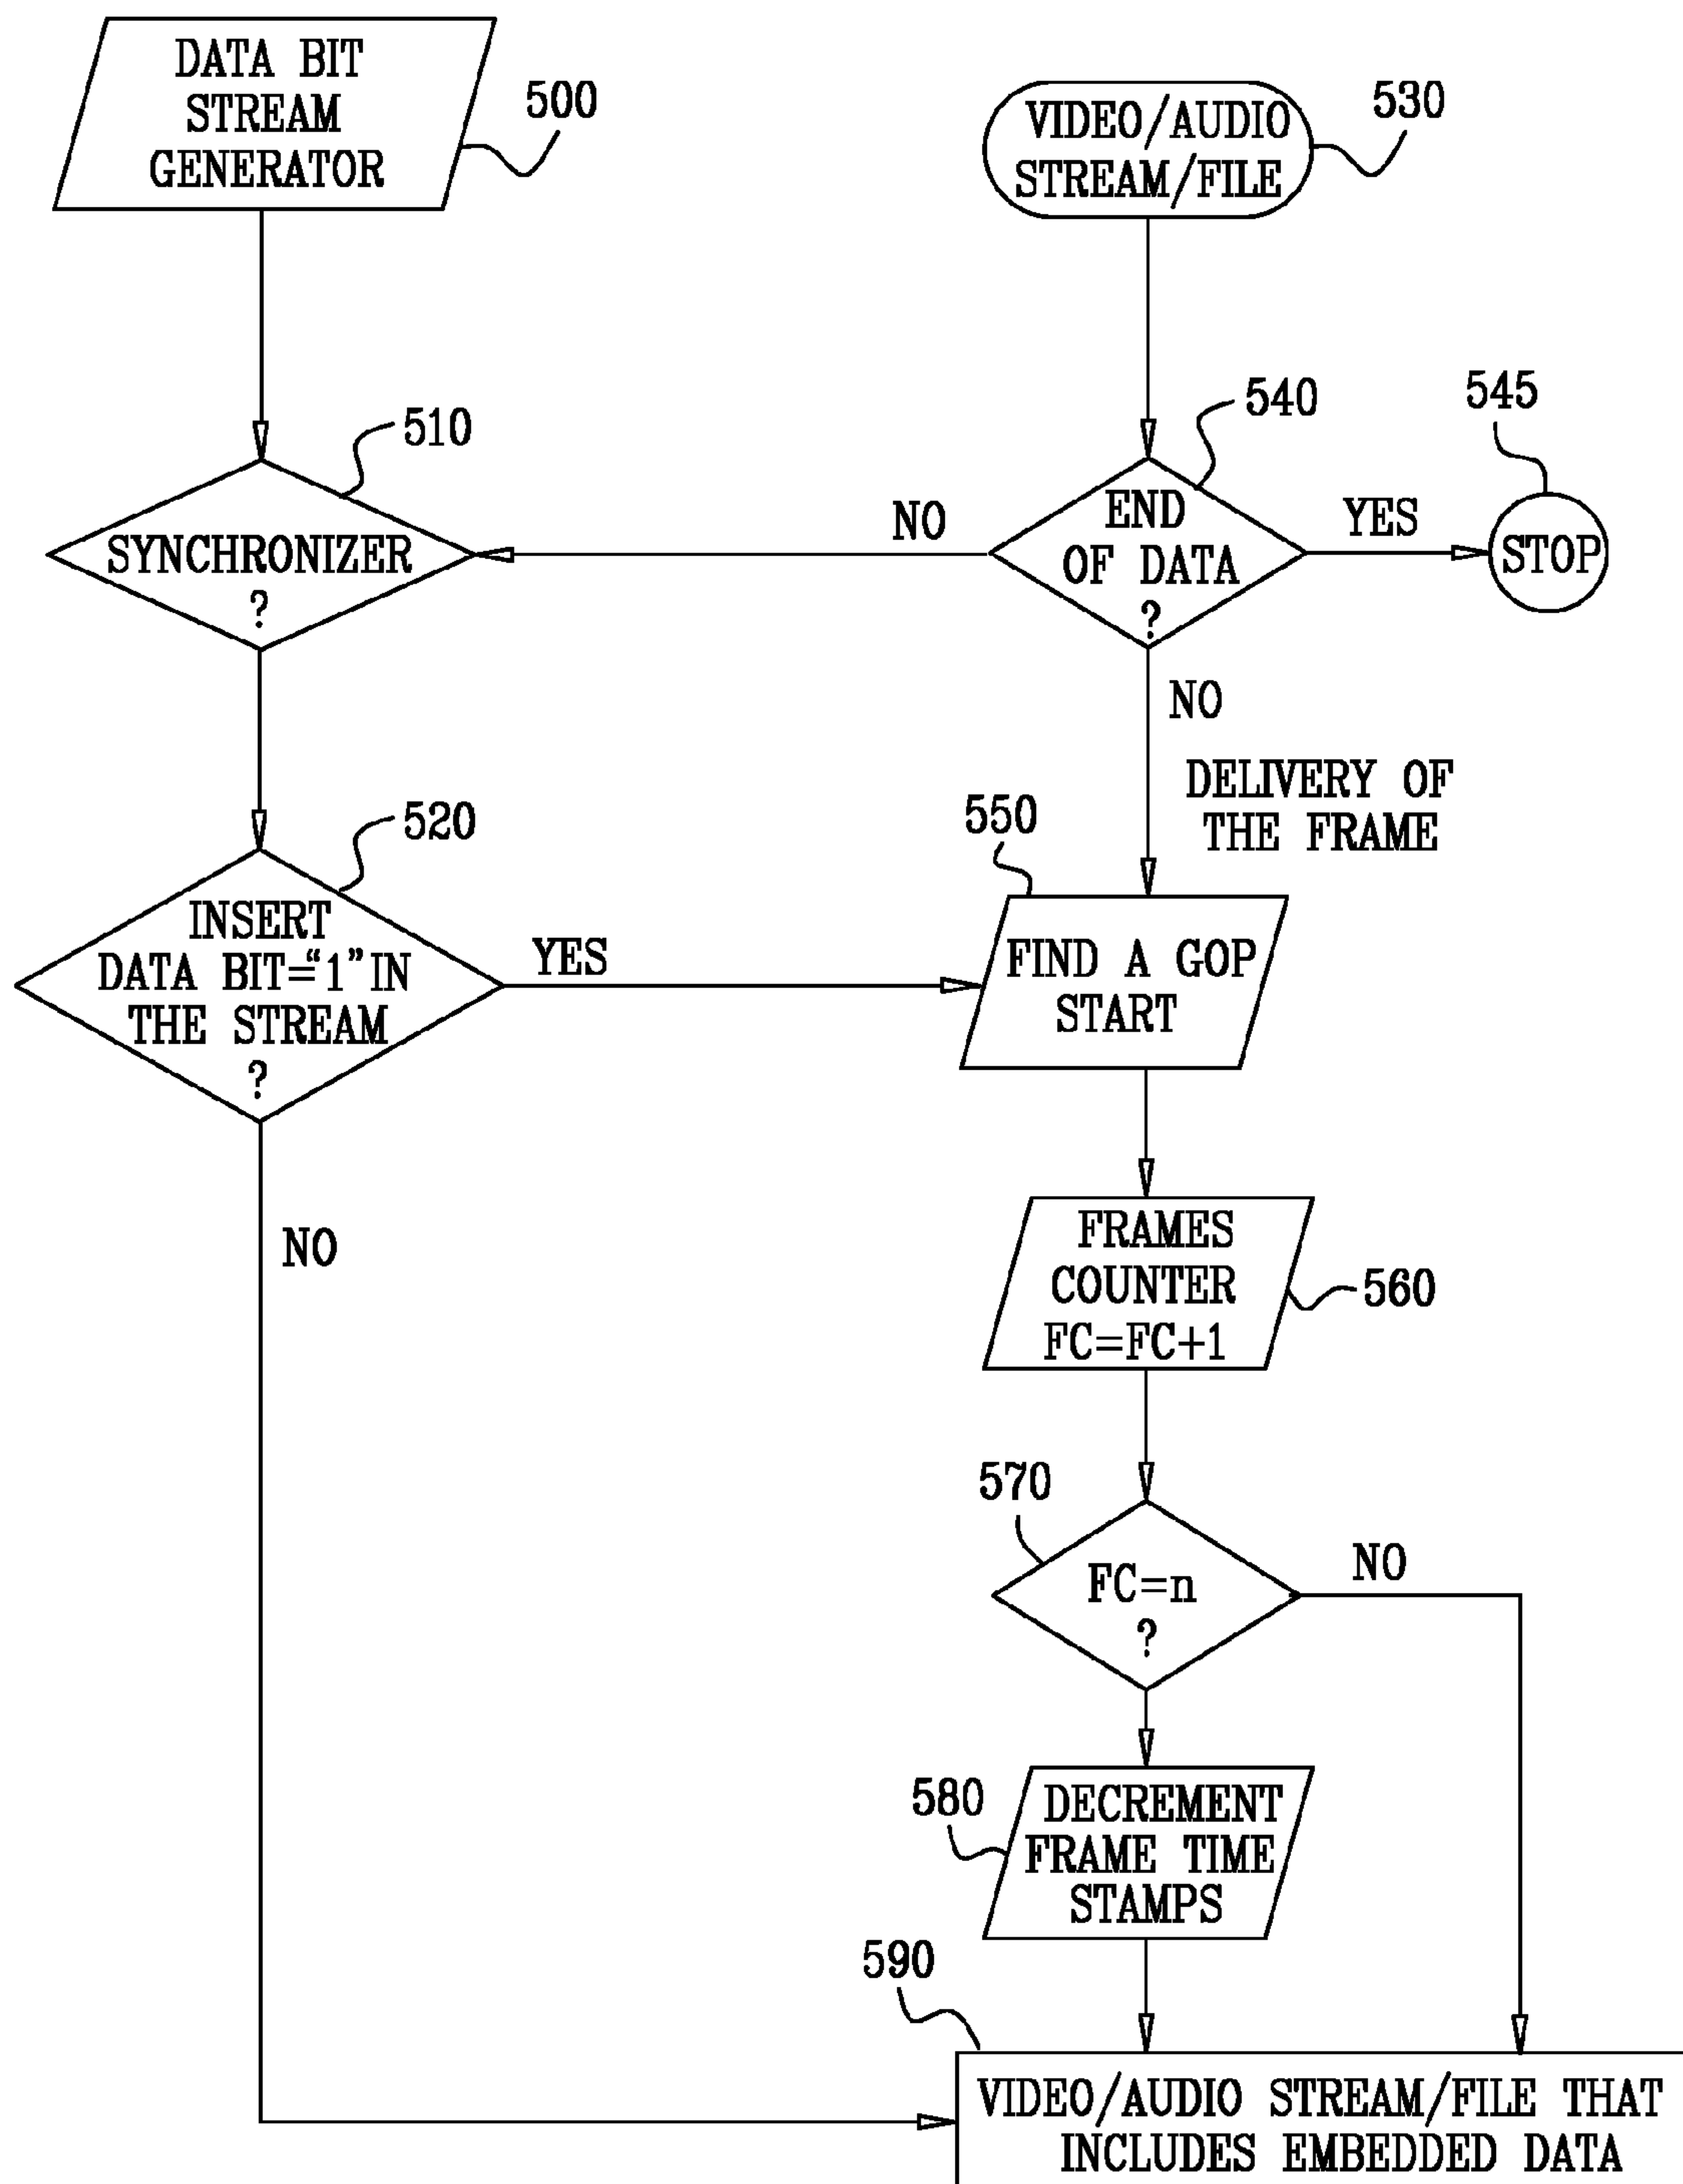 DATA BIT
STREAM
GENERATOR
500
VIDEO/AUDIO
STREAM/FILE
530
510
SYNCHRONIZER
?
NO
540
END
OF DATA
?
YES
545
STOP
NO
DELIVERY OF
THE FRAME
520
INSERT
DATA BIT=“1”IN
THE STREAM
?
YES
550
FIND A GOP
START
NO
FRAMES
COUNTER
FC=FC+1
560
570
FC=n
?
NO
580
DECREMENT
FRAME TIME
STAMPS
590
VIDEO/AUDIO STREAM/FILE THAT
INCLUDES EMBEDDED DATA